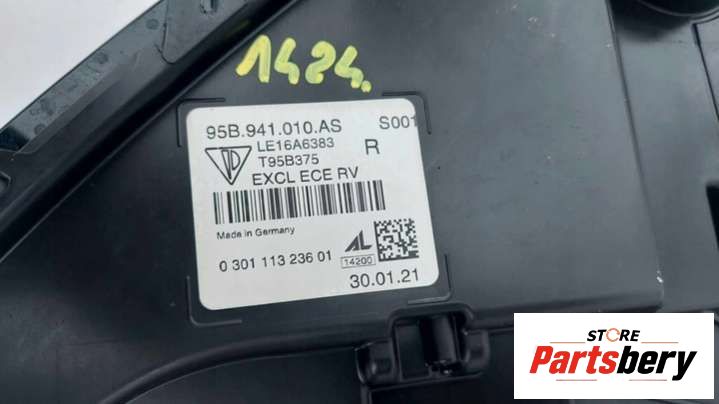 1424.
95B.941.010.AS S001
LE16A6383
T95B375 R
EXCL ECE RV
Made in Germany
0 301 113 236 01 AL 14200
30.01.21
STORE
Partsbery